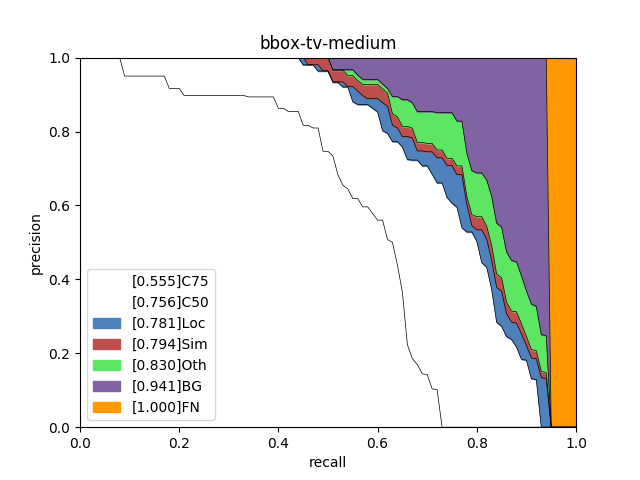 bbox-tv-medium
1.0
0.8
0.6
0.4
0.2
0.0
precision
[0.555]C75
[0.756]C50
[0.781]Loc
[0.794]Sim
[0.830]Oth
[0.941]BG
[1.000]FN
0.0 0.2 0.4 0.6 0.8 1.0
recall